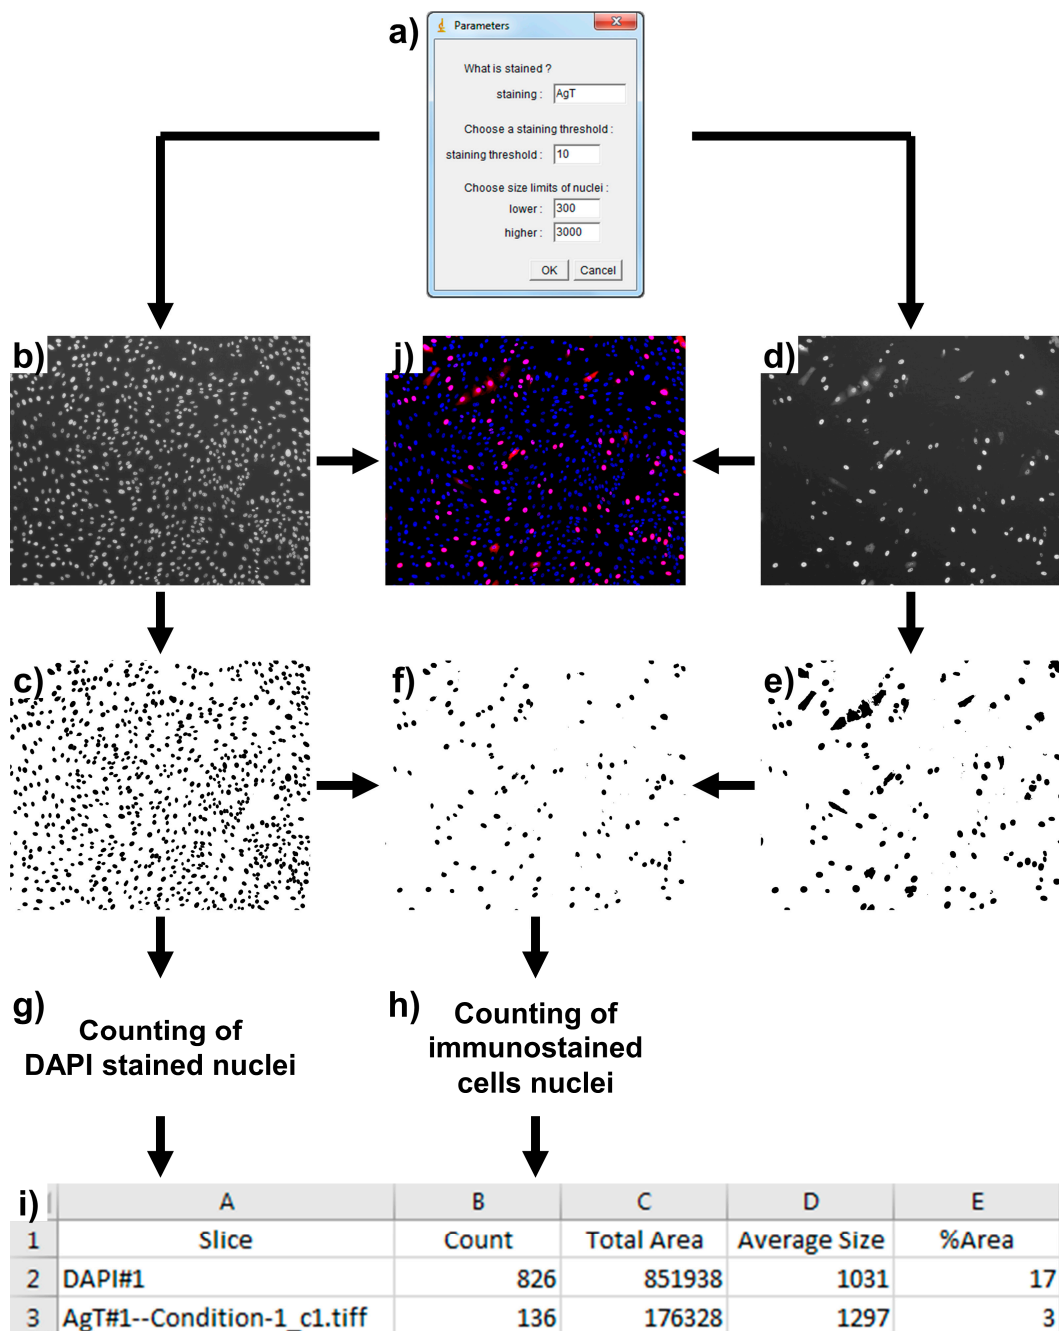 a)
Parameters
What is stained ?
staining : AgT
Choose a staining threshold :
staining threshold : 10
Choose size limits of nuclei :
lower : 300
higher : 3000
OK Cancel
b)
j)
d)
c)
f)
e)
g)
Counting of
DAPI stained nuclei
h)
Counting of
immunostained
cells nuclei
i)
A B C D E
1 Slice Count Total Area Average Size %Area
2 DAPI#1 826 851938 1031 17
3 AgT#1--Condition-1_c1.tiff 136 176328 1297 3